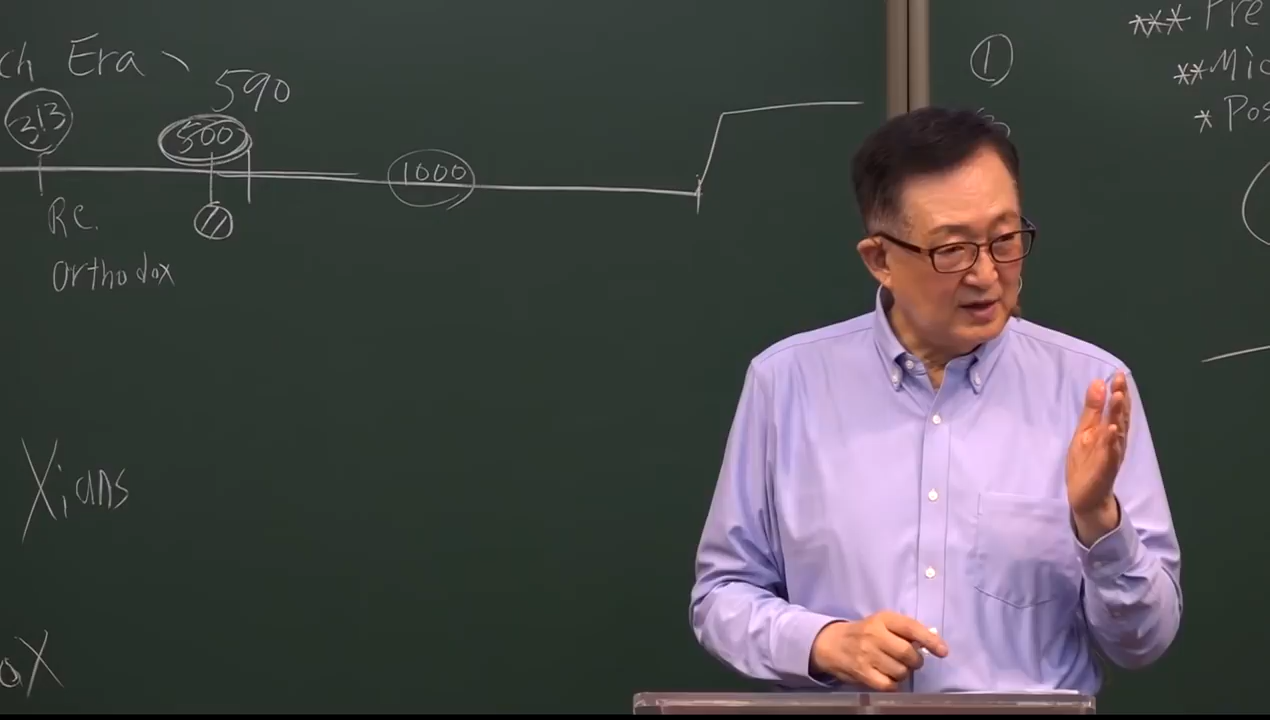 ch Era
313
500
590
1000
Rc.
Orthodox
Xians
ox
①
*** Pre
** Mic
* Pos